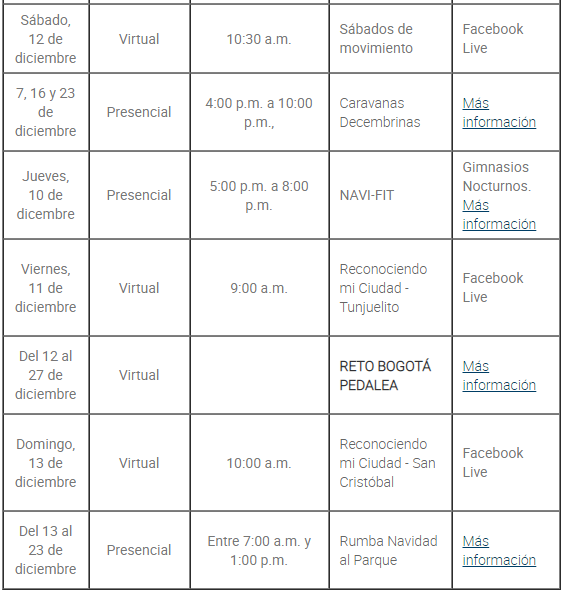 Sábado,
12 de
diciembre
Virtual
10:30 a.m.
Sábados de
movimiento
Facebook
Live
7, 16 y 23
de
diciembre
Presencial
4:00 p.m. a 10:00
p.m.,
Caravanas
Decembrinas
Más
información
Jueves,
10 de
dicembre
Presencial
5:00 p.m. a 8:00
p.m.
NAVI-FIT
Gimnasios
Nocturnos.
Más
información
Viernes,
11 de
diciembre
Virtual
9:00 a.m.
Reconociendo
mi Ciudad -
Tunjuelito
Facebook
Live
Del 12 al
27 de
diciembre
Virtual
RETO BOGOTÁ
PEDALEA
Más
información
Domingo,
13 de
diciembre
Virtual
10:00 a.m.
Reconociendo
mi Ciudad - San
Cristóbal
Facebook
Live
Del 13 al
23 de
diciembre
Presencial
Entre 7:00 a.m. y
1:00 p.m.
Rumba Navidad
al Parque
Más
información